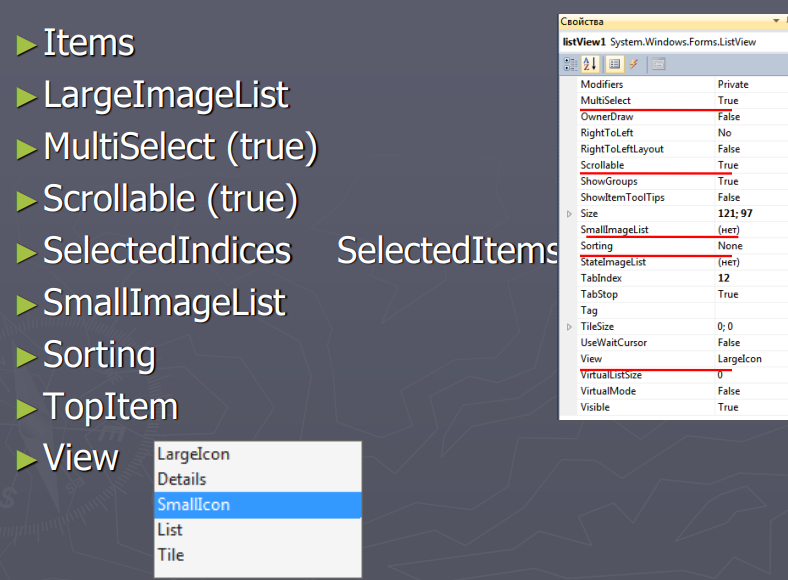 Items
LargeImageList
MultiSelect (true)
Scrollable (true)
SelectedIndices SelectedItems
SmallImageList
Sorting
TopItem
View
LargeIcon
Details
SmallIcon
List
Tile
Свойства
listView1 System.Windows.Forms.ListView
Modifiers Private
MultiSelect True
OwnerDraw False
RightToLeft No
RightToLeftLayout False
Scrollable True
ShowGroups True
ShowItemToolTips False
Size 121; 97
SmallImageList (нет)
Sorting None
StateImageList (нет)
TabIndex 12
TabStop True
Tag
TileSize 0; 0
UseWaitCursor False
View LargeIcon
VirtualListSize 0
VirtualMode False
Visible True